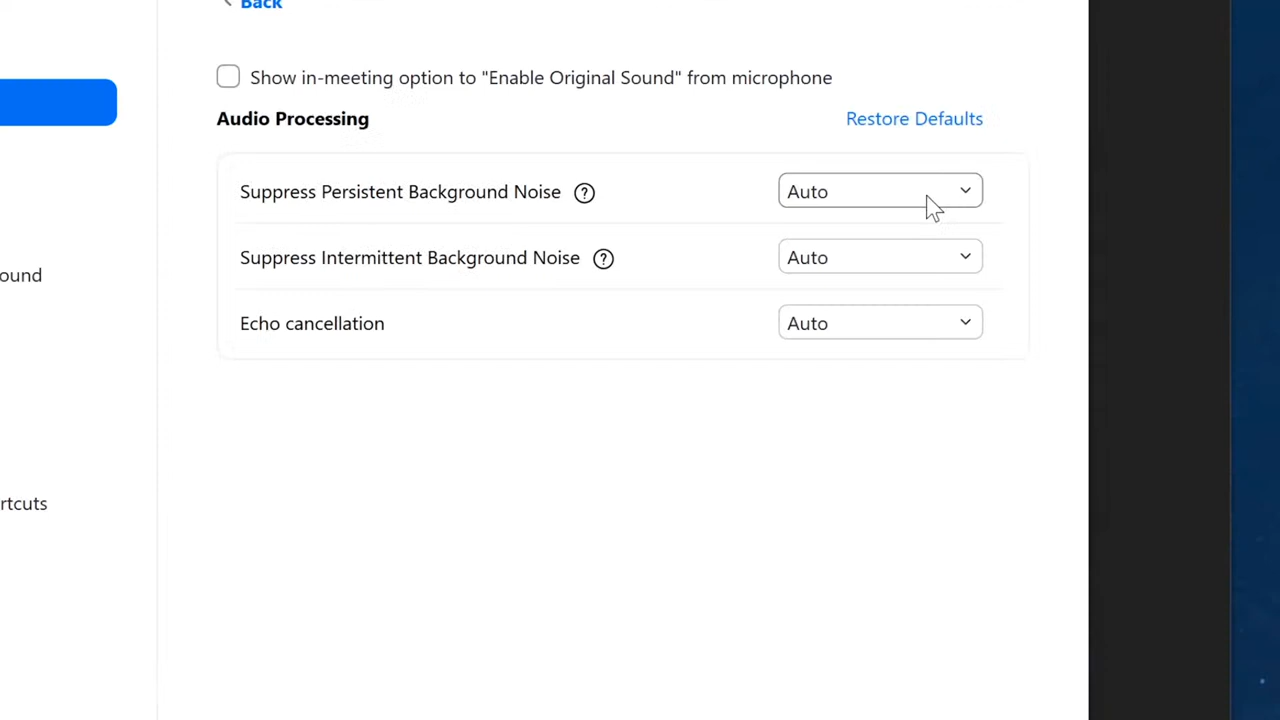 Back
Show in-meeting option to "Enable Original Sound" from microphone
Audio Processing
Restore Defaults
Suppress Persistent Background Noise ?
Auto
Suppress Intermittent Background Noise ?
Auto
ound
Echo cancellation
Auto
rtcuts